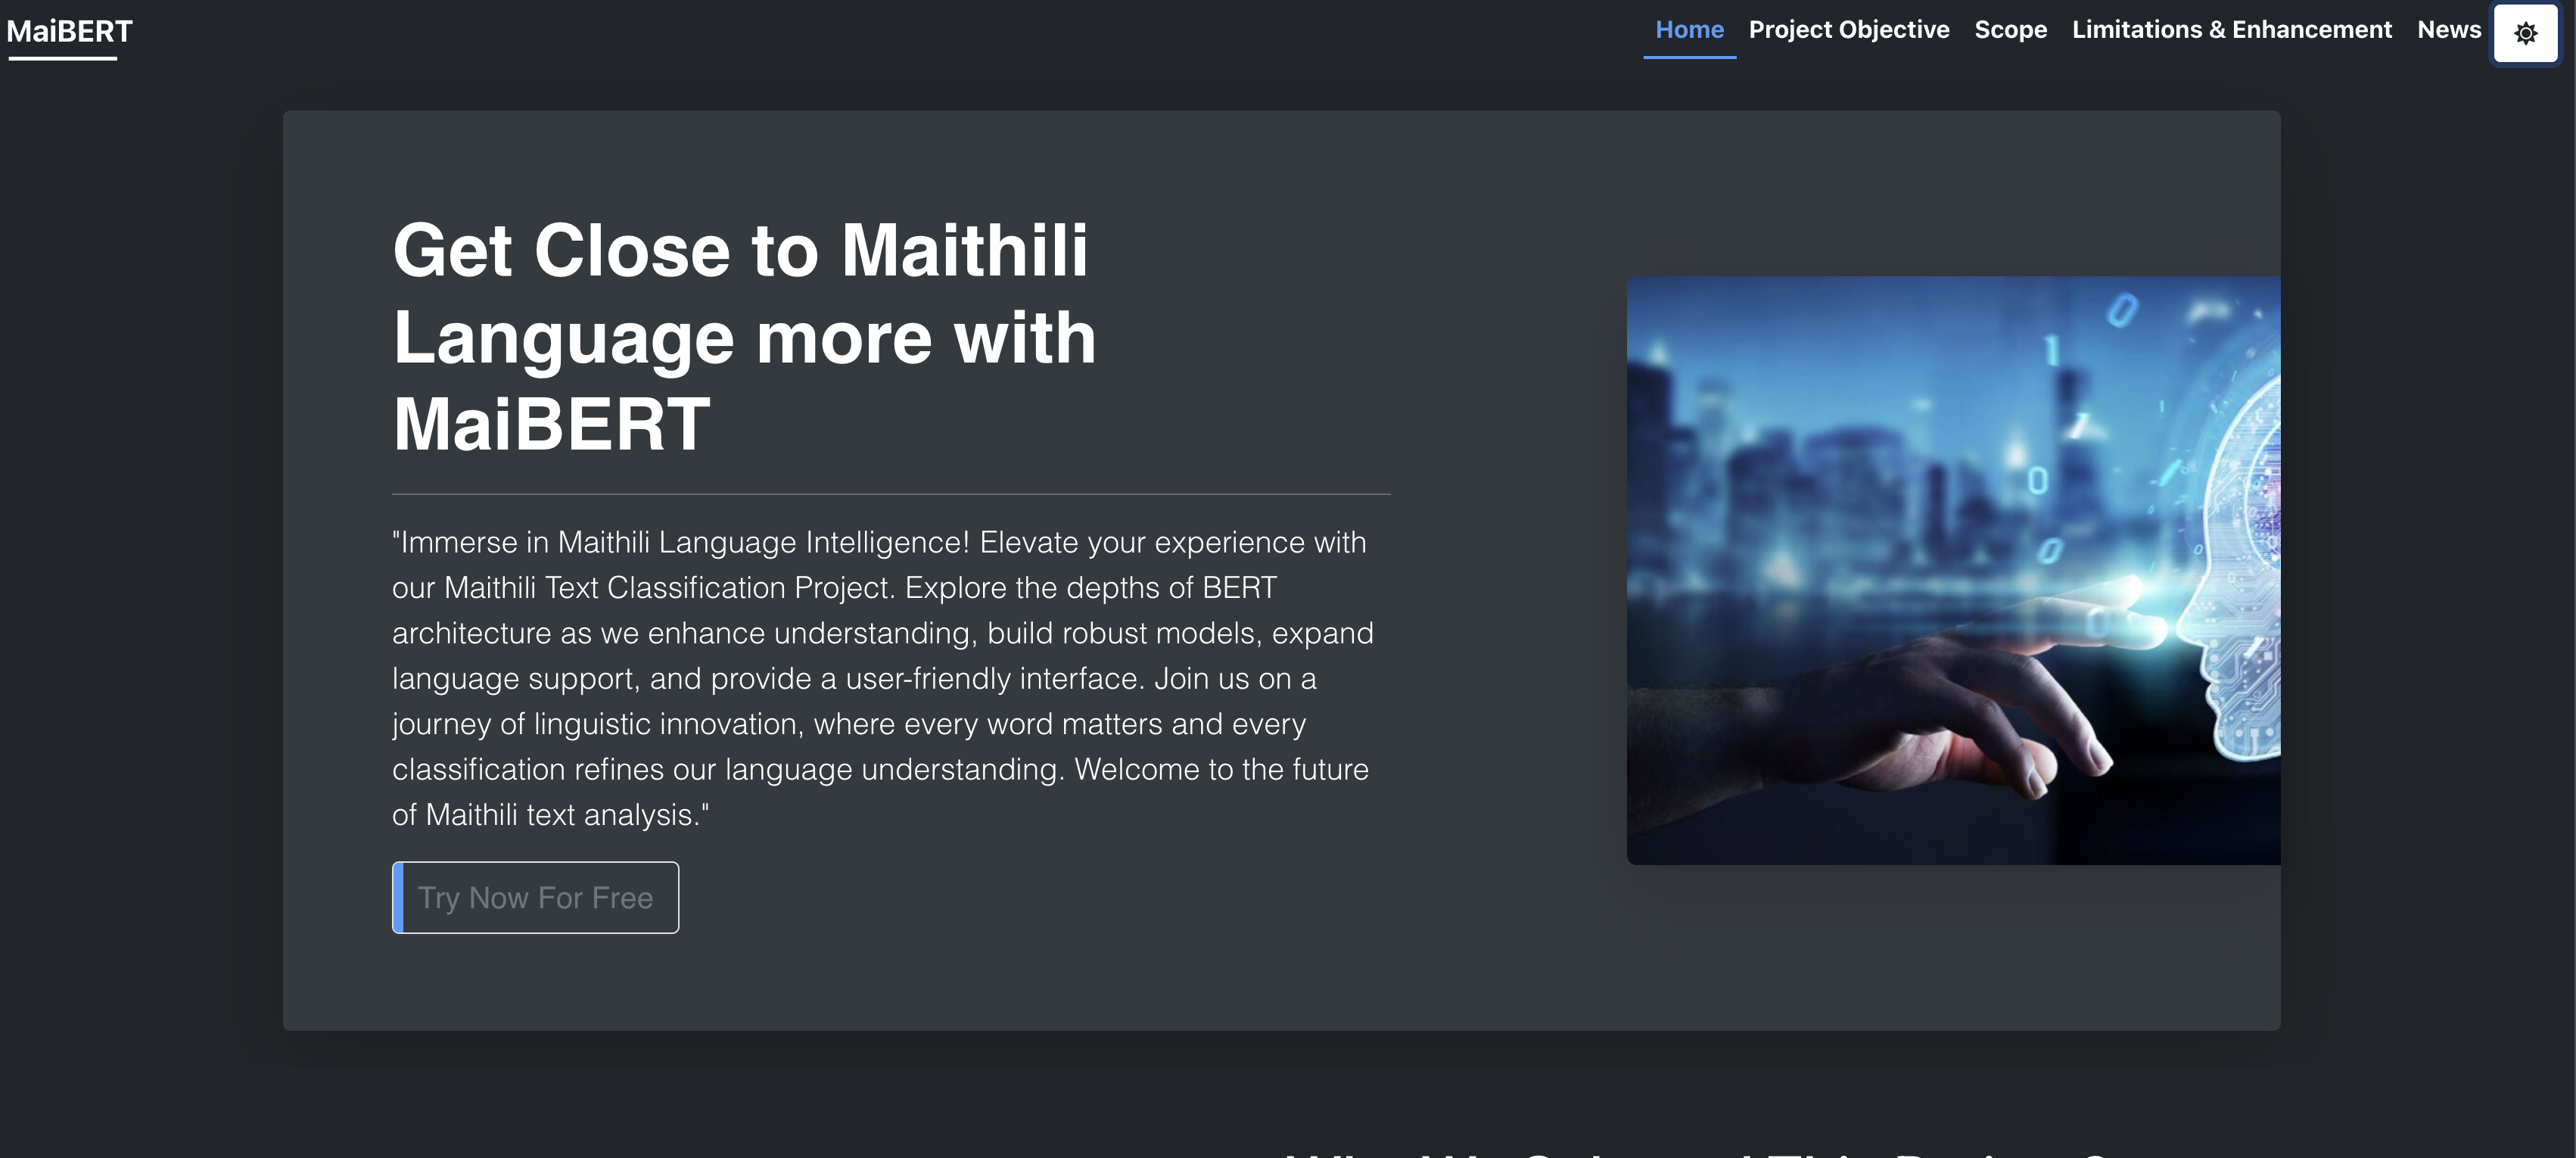 MaiBERT
Home Project Objective Scope Limitations & Enhancement News
Get Close to Maithili
Language more with
MaiBERT
"Immerse in Maithili Language Intelligence! Elevate your experience with
our Maithili Text Classification Project. Explore the depths of BERT
architecture as we enhance understanding, build robust models, expand
language support, and provide a user-friendly interface. Join us on a
journey of linguistic innovation, where every word matters and every
classification refines our language understanding. Welcome to the future
of Maithili text analysis."
Try Now For Free